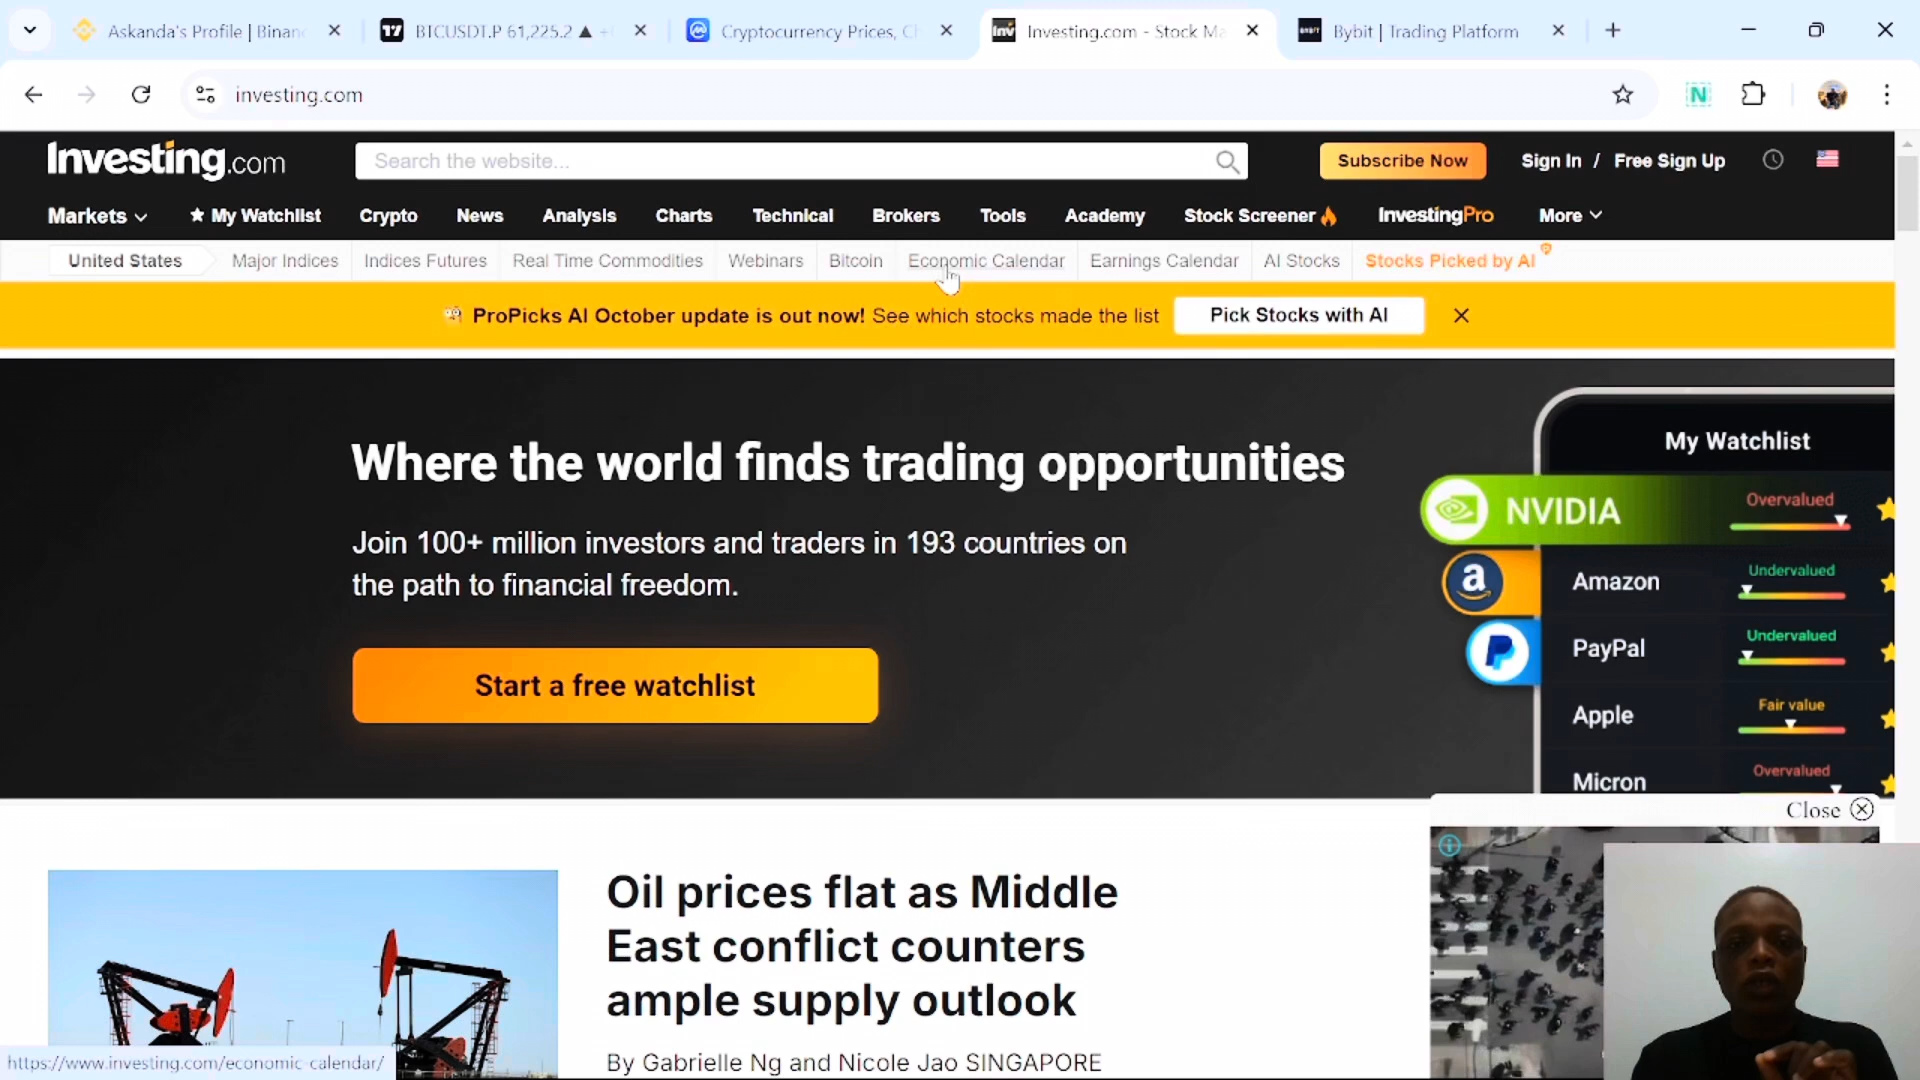 Askanda's Profile | Binanc
BTCUSDT.P 61,225.2 ▲ +
Cryptocurrency Prices, Ch
Investing.com - Stock Ma
Bybit | Trading Platform
investing.com
Investing.com
Search the website...
Subscribe Now
Sign In / Free Sign Up
Markets
★ My Watchlist
Crypto
News
Analysis
Charts
Technical
Brokers
Tools
Academy
Stock Screener
InvestingPro
More
United States
Major Indices
Indices Futures
Real Time Commodities
Webinars
Bitcoin
Economic Calendar
Earnings Calendar
AI Stocks
Stocks Picked by AI
ProPicks AI October update is out now! See which stocks made the list
Pick Stocks with AI
Where the world finds trading opportunities
Join 100+ million investors and traders in 193 countries on
the path to financial freedom.
Start a free watchlist
My Watchlist
NVIDIA
Overvalued
Amazon
Undervalued
PayPal
Undervalued
Apple
Fair value
Micron
Overvalued
Close
Oil prices flat as Middle
East conflict counters
ample supply outlook
By Gabrielle Ng and Nicole Jao SINGAPORE
https://www.investing.com/economic-calendar/